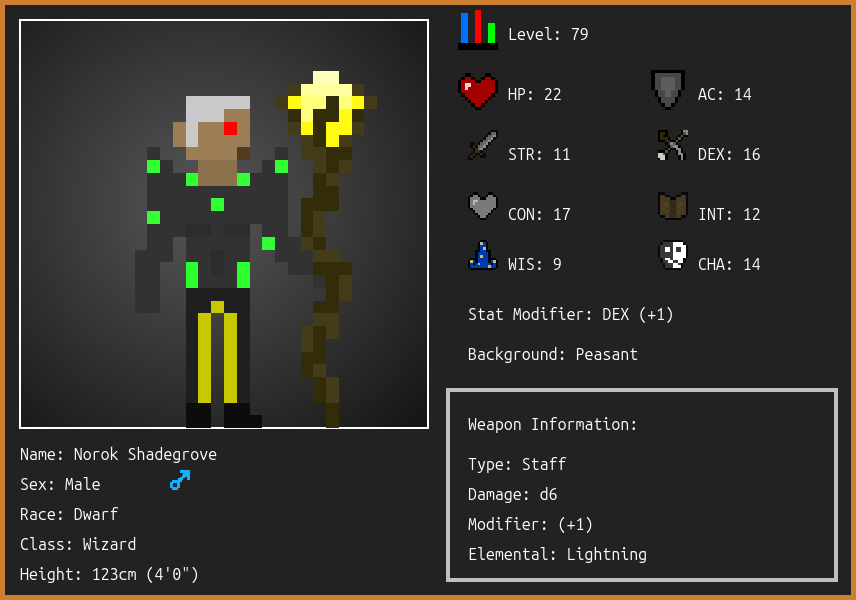 Level: 79
HP: 22
AC: 14
STR: 11
DEX: 16
CON: 17
INT: 12
WIS: 9
CHA: 14
Stat Modifier: DEX (+1)
Background: Peasant
Weapon Information:
Type: Staff
Damage: d6
Modifier: (+1)
Elemental: Lightning
Name: Norok Shadegrove
Sex: Male
Race: Dwarf
Class: Wizard
Height: 123cm (4'0")